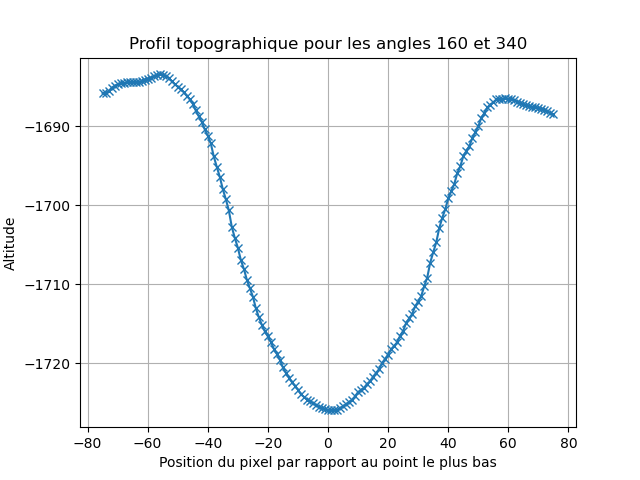 Profil topographique pour les angles 160 et 340
Altitude
−1690
−1700
−1710
−1720
−80 −60 −40 −20 0 20 40 60 80
Position du pixel par rapport au point le plus bas